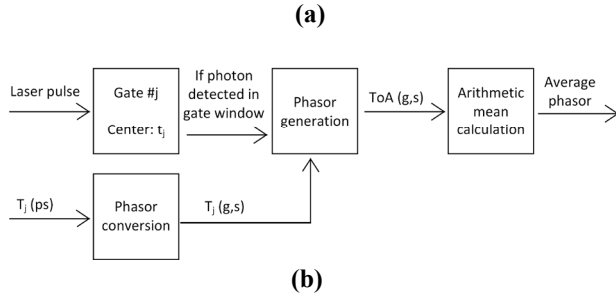 (a)
Laser pulse
Gate #j
Center: tj
If photon
detected in
gate window
Phasor
generation
ToA (g,s)
Arithmetic
mean
calculation
Average
phasor
Tj (ps)
Phasor
conversion
Tj (g,s)
(b)